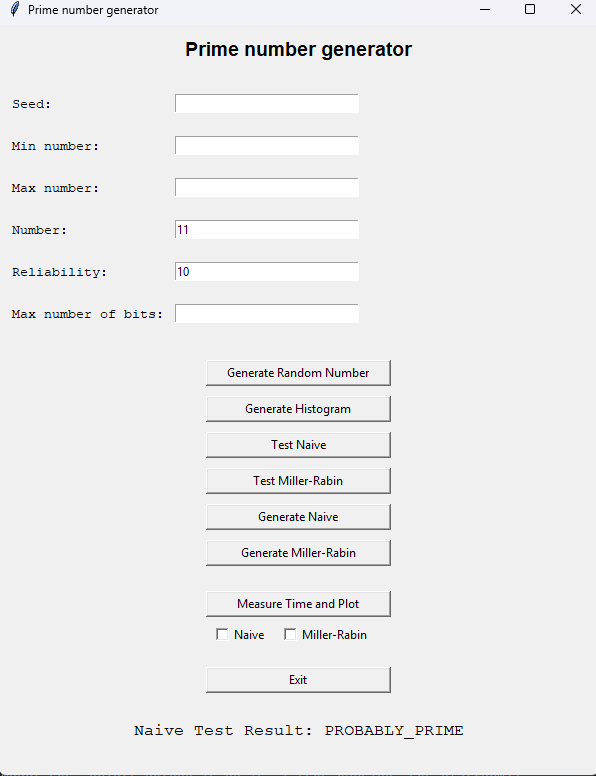 Prime number generator
Prime number generator
Seed:
Min number:
Max number:
Number: 11
Reliability: 10
Max number of bits:
Generate Random Number
Generate Histogram
Test Naive
Test Miller-Rabin
Generate Naive
Generate Miller-Rabin
Measure Time and Plot
Naive Miller-Rabin
Exit
Naive Test Result: PROBABLY_PRIME